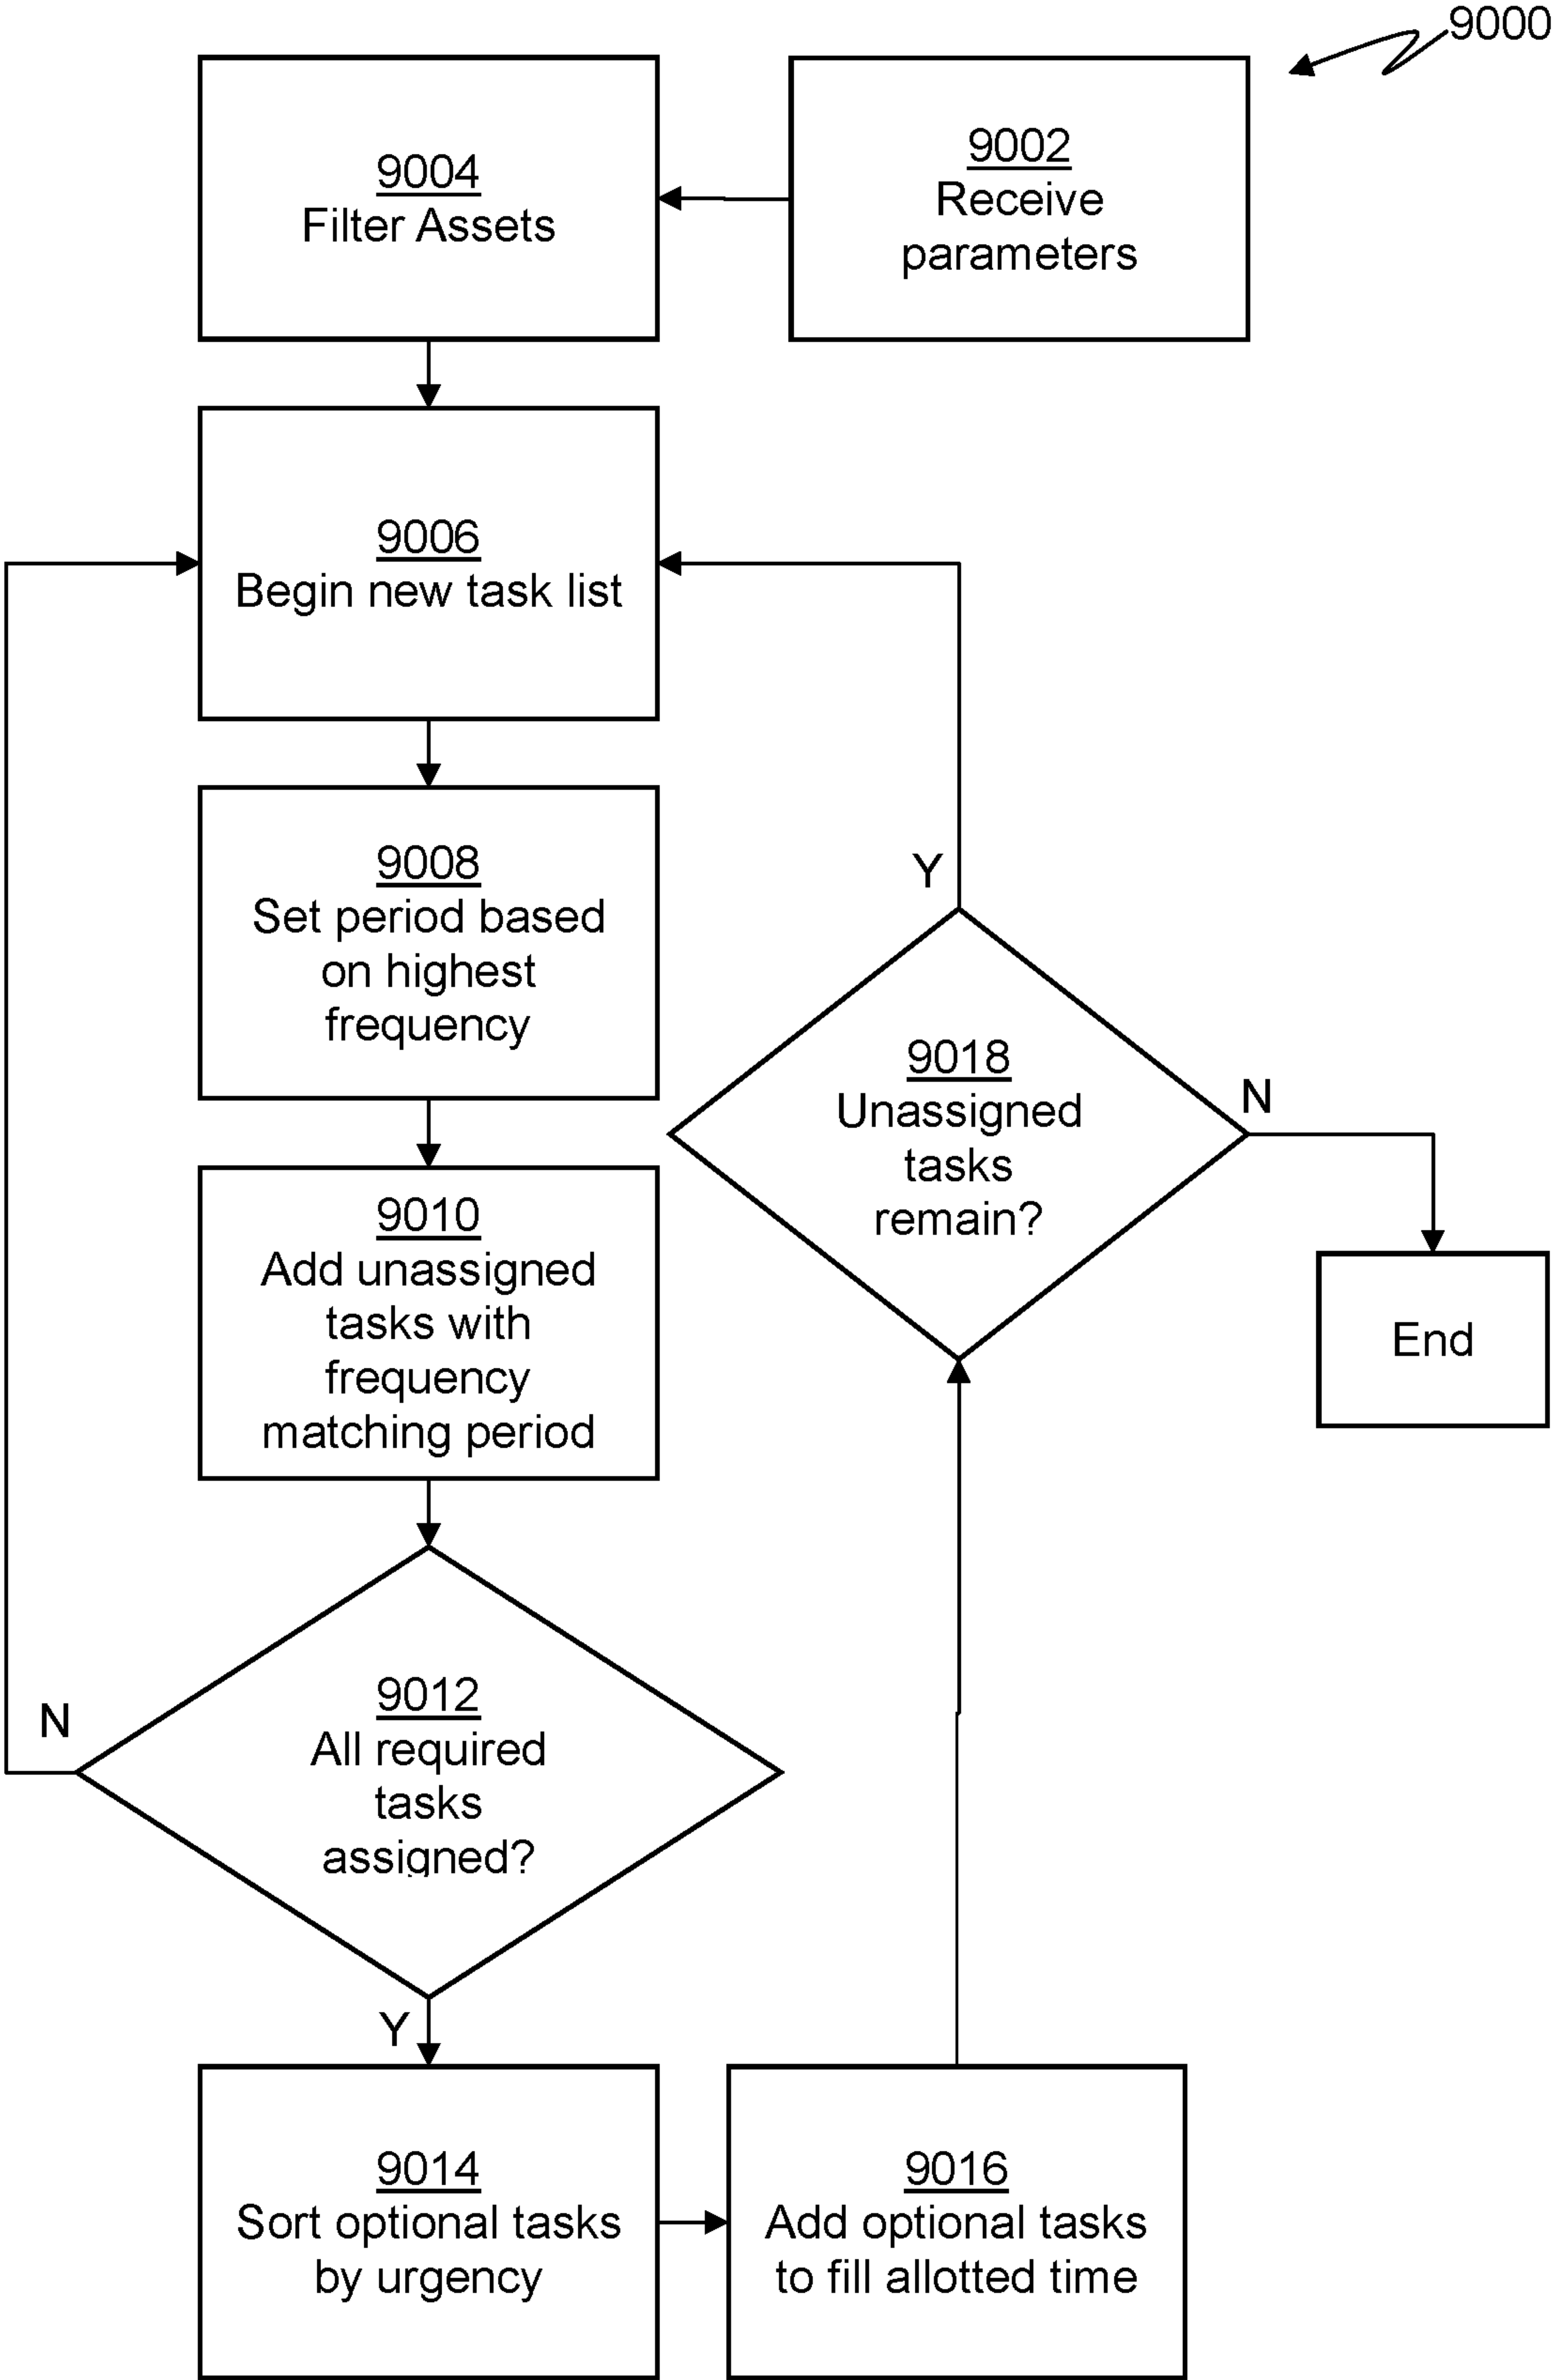 9000
9002
Receive
parameters
9004
Filter Assets
9006
Begin new task list
9008
Set period based
on highest
frequency
9010
Add unassigned
tasks with
frequency
matching period
9012
All required
tasks
assigned?
N
Y
9014
Sort optional tasks
by urgency
9016
Add optional tasks
to fill allotted time
9018
Unassigned
tasks
remain?
Y
N
End